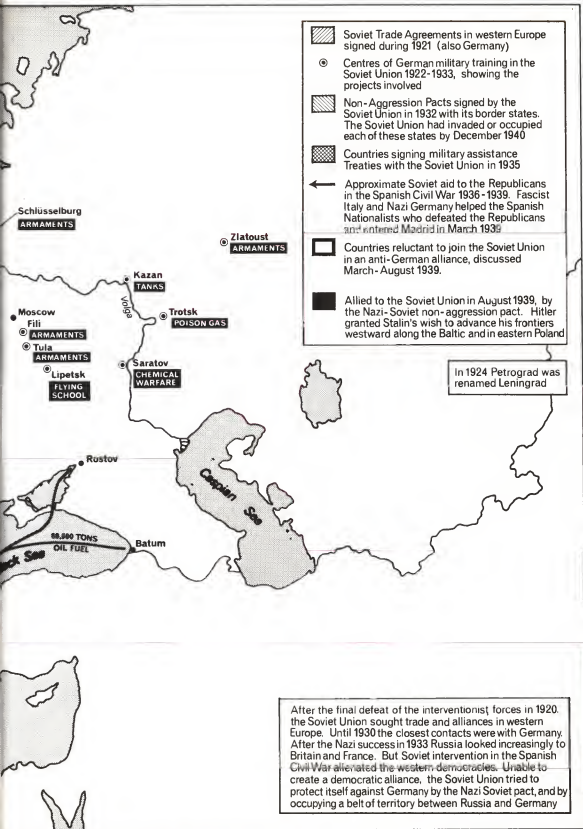 Soviet Trade Agreements in western Europe
signed during 1921 (also Germany)
Centres of German military training in the
Soviet Union 1922-1933, showing the
projects involved
Non-Aggression Pacts signed by the
Soviet Union in 1932 with its border states.
The Soviet Union had invaded or occupied
each of these states by December 1940
Countries signing military assistance
Treaties with the Soviet Union in 1935
Approximate Soviet aid to the Republicans
in the Spanish Civil War 1936-1939. Fascist
Italy and Nazi Germany helped the Spanish
Nationalists who defeated the Republicans
and entered Madrid in March 1939
Countries reluctant to join the Soviet Union
in an anti-German alliance, discussed
March-August 1939.
Allied to the Soviet Union in August 1939, by
the Nazi-Soviet non-aggression pact. Hitler
granted Stalin's wish to advance his frontiers
westward along the Baltic and in eastern Poland
In 1924 Petrograd was
renamed Leningrad
Schlüsselburg
ARMAMENTS
Zlatoust
ARMAMENTS
Kazan
TANKS
Volga
Trotsk
POISON GAS
Moscow
Fili
ARMAMENTS
Tula
ARMAMENTS
Lipetsk
FLYING
SCHOOL
Saratov
CHEMICAL
WARFARE
Rostov
Caspian Sea
TONS
OIL FUEL
Batum
ack Sea
After the final defeat of the interventionist forces in 1920.
the Soviet Union sought trade and alliances in western
Europe. Until 1930 the closest contacts were with Germany.
After the Nazi success in 1933 Russia looked increasingly to
Britain and France. But Soviet intervention in the Spanish
Civil War alienated the western democracies. Unable to
create a democratic alliance, the Soviet Union tried to
protect itself against Germany by the Nazi Soviet pact, and by
occupying a belt of territory between Russia and Germany